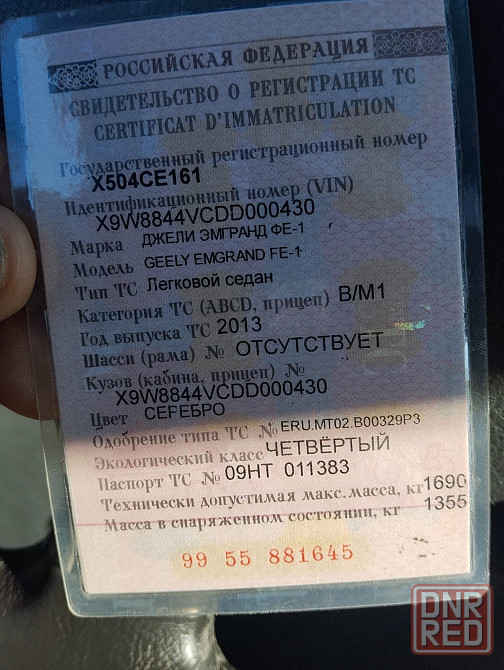 РОССИЙСКАЯ ФЕДЕРАЦИЯ
СВИДЕТЕЛЬСТВО О РЕГИСТРАЦИИ ТС
CERTIFICAT D'IMMATRICULATION
Государственный регистрационный номер
Х504СЕ161
Идентификационный номер (VIN)
X9W8844VCDD000430
Марка ДЖЕЛИ ЭМГРАНД ФЕ-1
Модель GEELY EMGRAND FE-1
Тип ТС Легковой седан
Категория ТС (ABCD, прицеп) B/M1
Год выпуска ТС 2013
Шасси (рама) № ОТСУТСТВУЕТ
Кузов (кабина, прицеп) №
X9W8844VCDD000430
Цвет СЕРЕБРО
Одобрение типа ТС № ERU.MT02.B00329P3
Экологический класс ЧЕТВЁРТЫЙ
Паспорт ТС № 09НТ 011383
Технически допустимая макс. масса, кг 1690
Масса в снаряженном состоянии, кг 1355
99 55 881645
DNR
RED